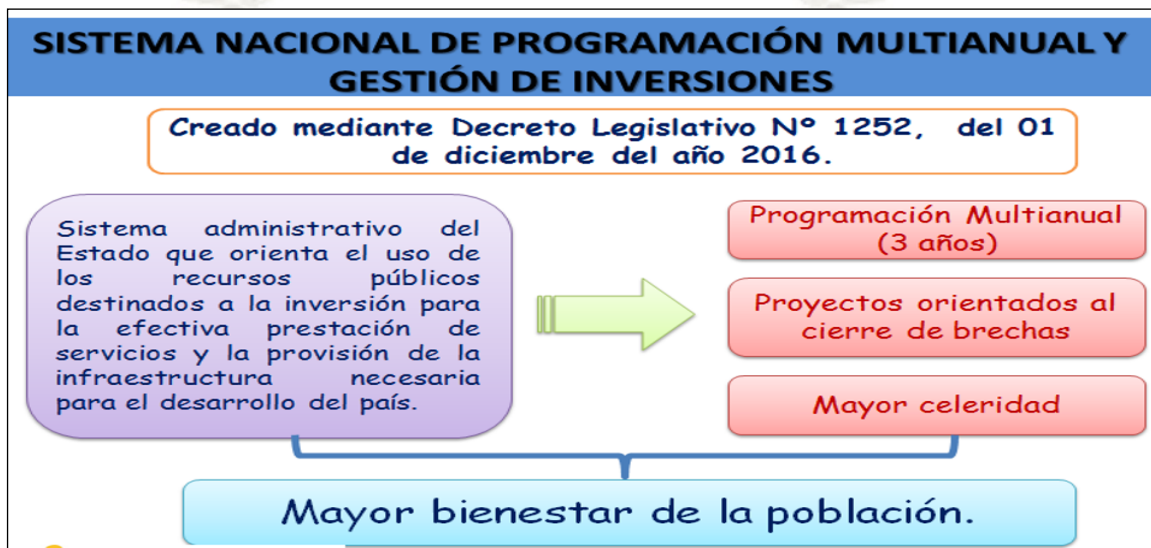 SISTEMA NACIONAL DE PROGRAMACIÓN MULTIANUAL Y
GESTIÓN DE INVERSIONES
Creado mediante Decreto Legislativo Nº 1252, del 01
de diciembre del año 2016.
Sistema administrativo del
Estado que orienta el uso de
los recursos públicos
destinados a la inversión para
la efectiva prestación de
servicios y la provisión de la
infraestructura necesaria
para el desarrollo del país.
Programación Multianual
(3 años)
Proyectos orientados al
cierre de brechas
Mayor celeridad
Mayor bienestar de la población.